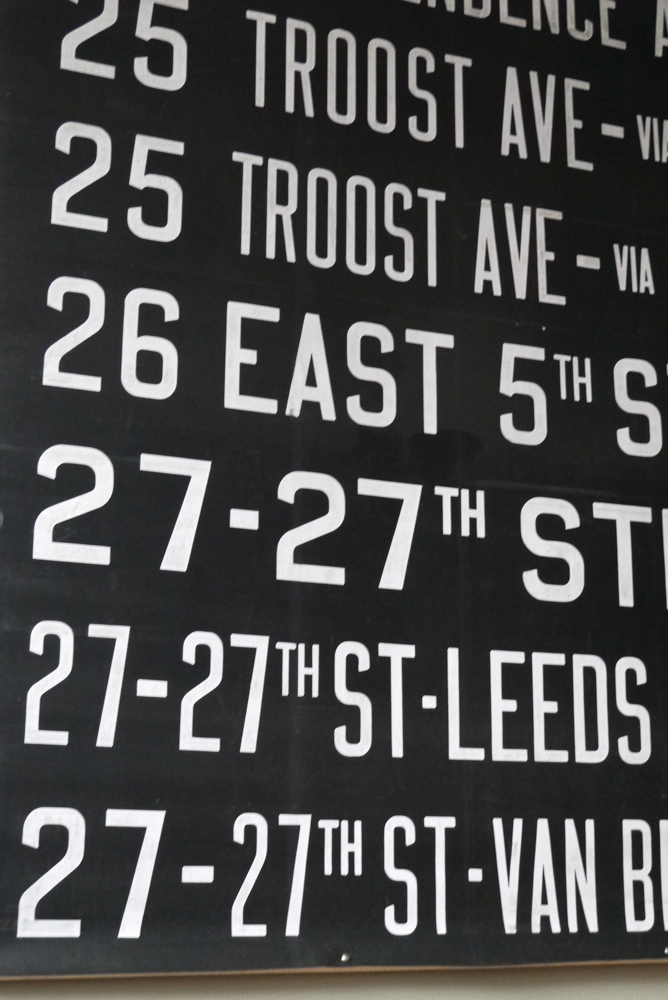 25 TROOST AVE - VIA
25 TROOST AVE - VIA
26 EAST 5TH
27-27TH
27-27TH ST·LEEDS
27-27TH ST·VAN